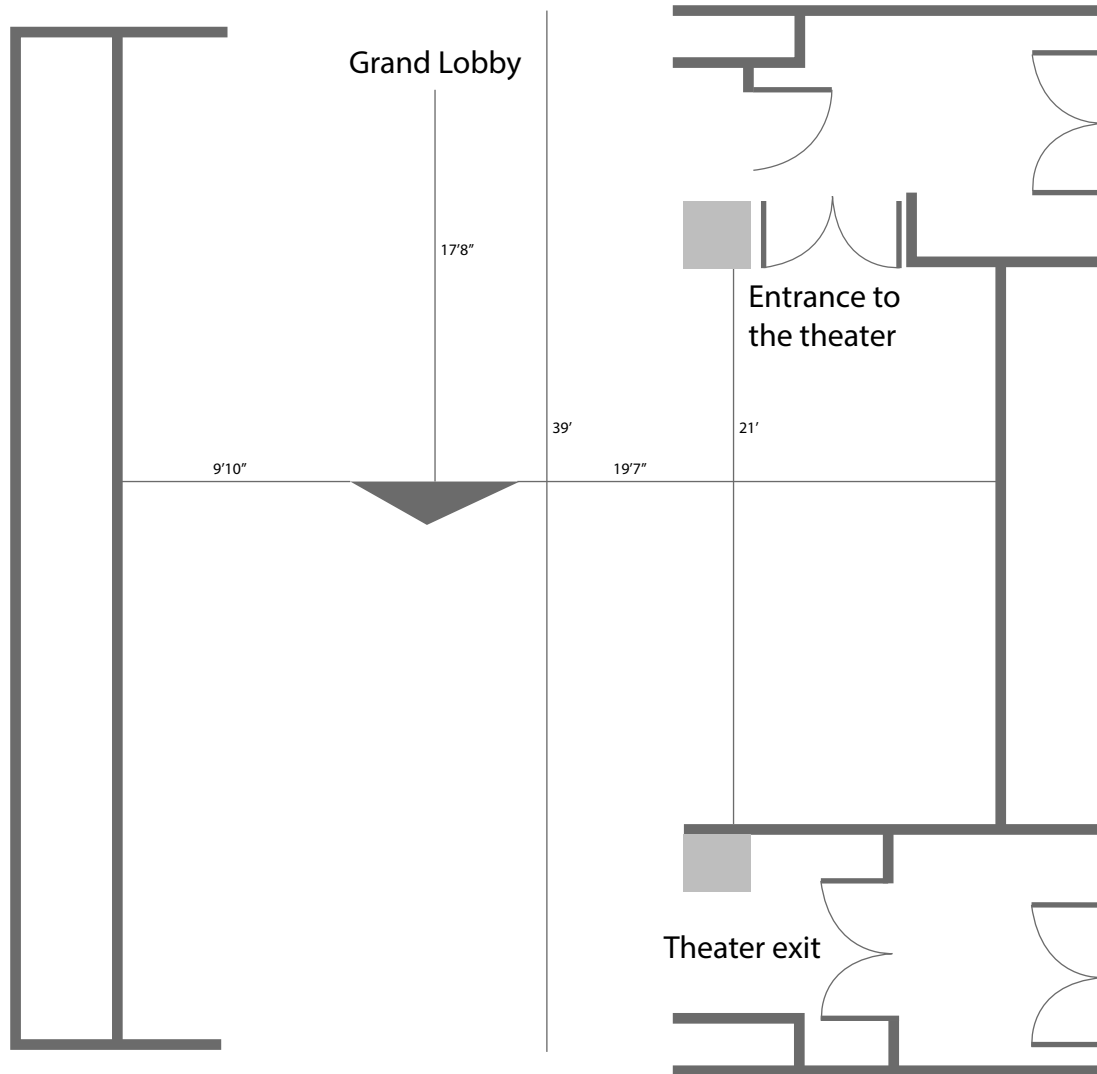 Grand Lobby
17’8”
Entrance to
the theater
39’
21’
9’10”
19’7”
Theater exit